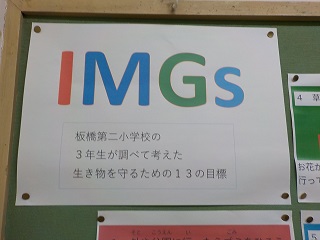 IMGs
板橋第二小学校の
3年生が調べて考えた
生き物を守るための13の目標
4
お花が
行って